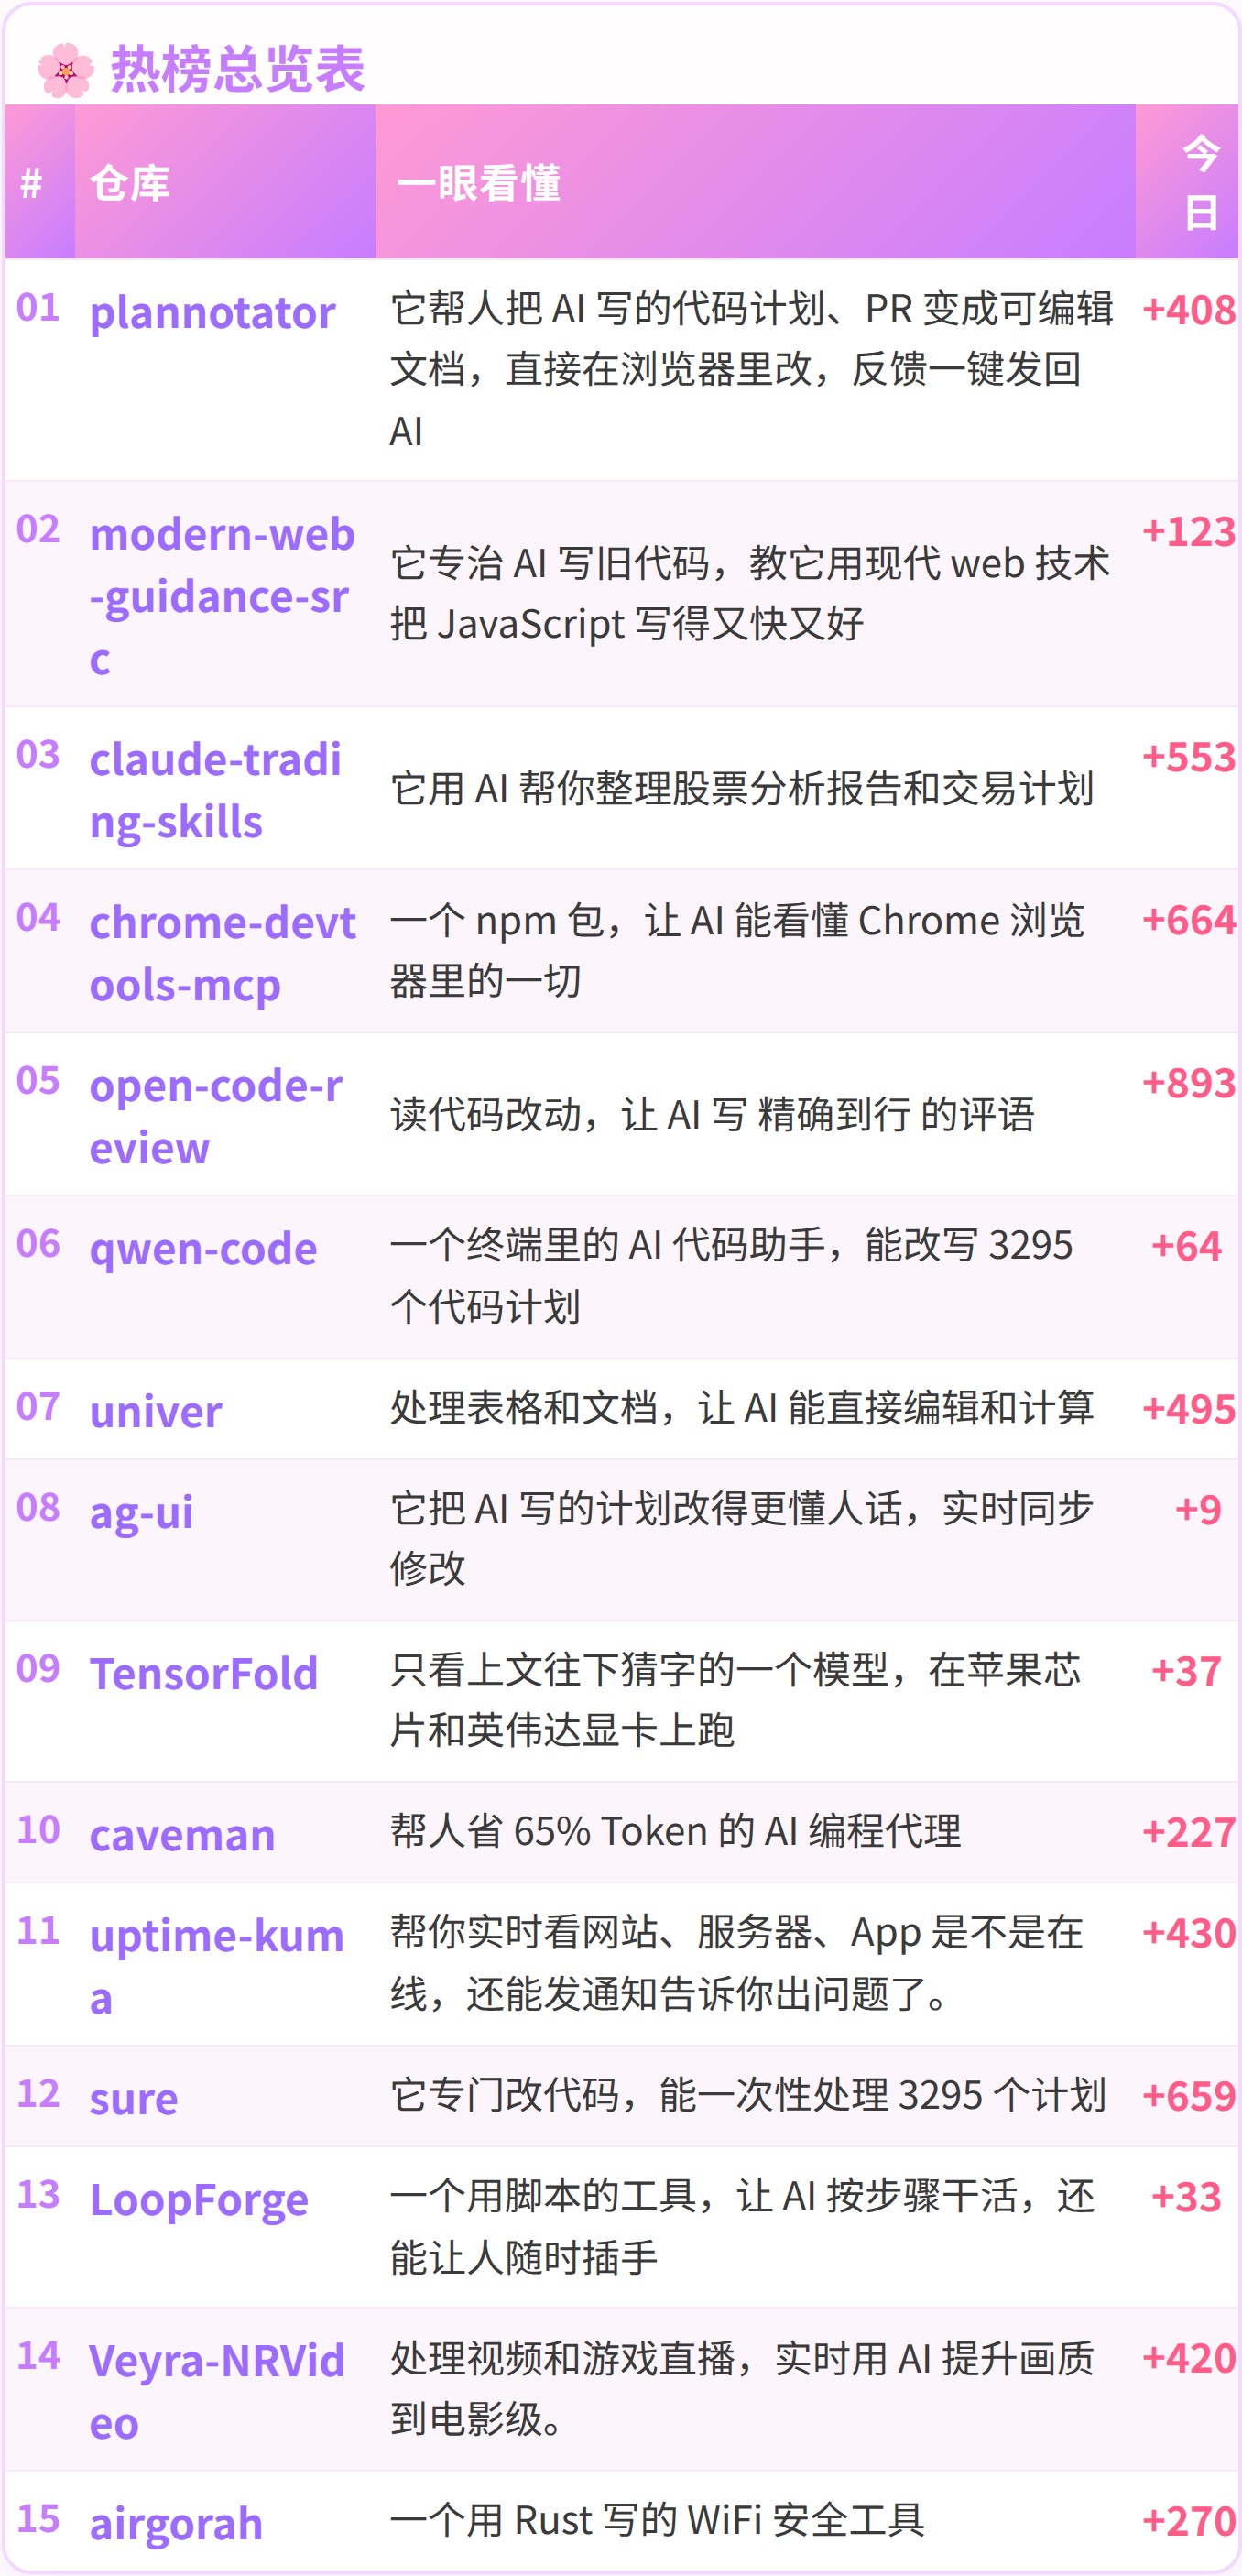 🌸 热榜总览表
# 仓库 一眼看懂 今
日
01 plannotator 它帮人把 AI 写的代码计划、PR 变成可编辑 +408
文档，直接在浏览器里改，反馈一键发回
AI
02 modern-web +123
它专治 AI 写旧代码，教它用现代 web 技术
-guidance-sr
把 JavaScript 写得又快又好
c
03 claude-tradi +553
它用 AI 帮你整理股票分析报告和交易计划
ng-skills
04 chrome-devt 一个 npm 包，让 AI 能看懂 Chrome 浏览 +664
ools-mcp 器里的一切
05 open-code-r +893
读代码改动，让 AI 写 精确到行 的评语
eview
06 qwen-code 一个终端里的 AI 代码助手，能改写 3295 +64
个代码计划
07 univer 处理表格和文档，让 AI 能直接编辑和计算 +495
08 ag-ui 它把 AI 写的计划改得更懂人话，实时同步 +9
修改
09 TensorFold 只看上文往下猜字的一个模型，在苹果芯 +37
片和英伟达显卡上跑
10 caveman 帮人省 65% Token 的 AI 编程代理 +227
11 uptime-kum 帮你实时看网站、服务器、App 是不是在 +430
a 线，还能发通知告诉你出问题了。
12 sure 它专门改代码，能一次性处理 3295 个计划 +659
13 LoopForge 一个用脚本的工具，让 AI 按步骤干活，还 +33
能让人随时插手
14 Veyra-NRVid 处理视频和游戏直播，实时用 AI 提升画质 +420
eo 到电影级。
15 airgorah 一个用 Rust 写的 WiFi 安全工具 +270